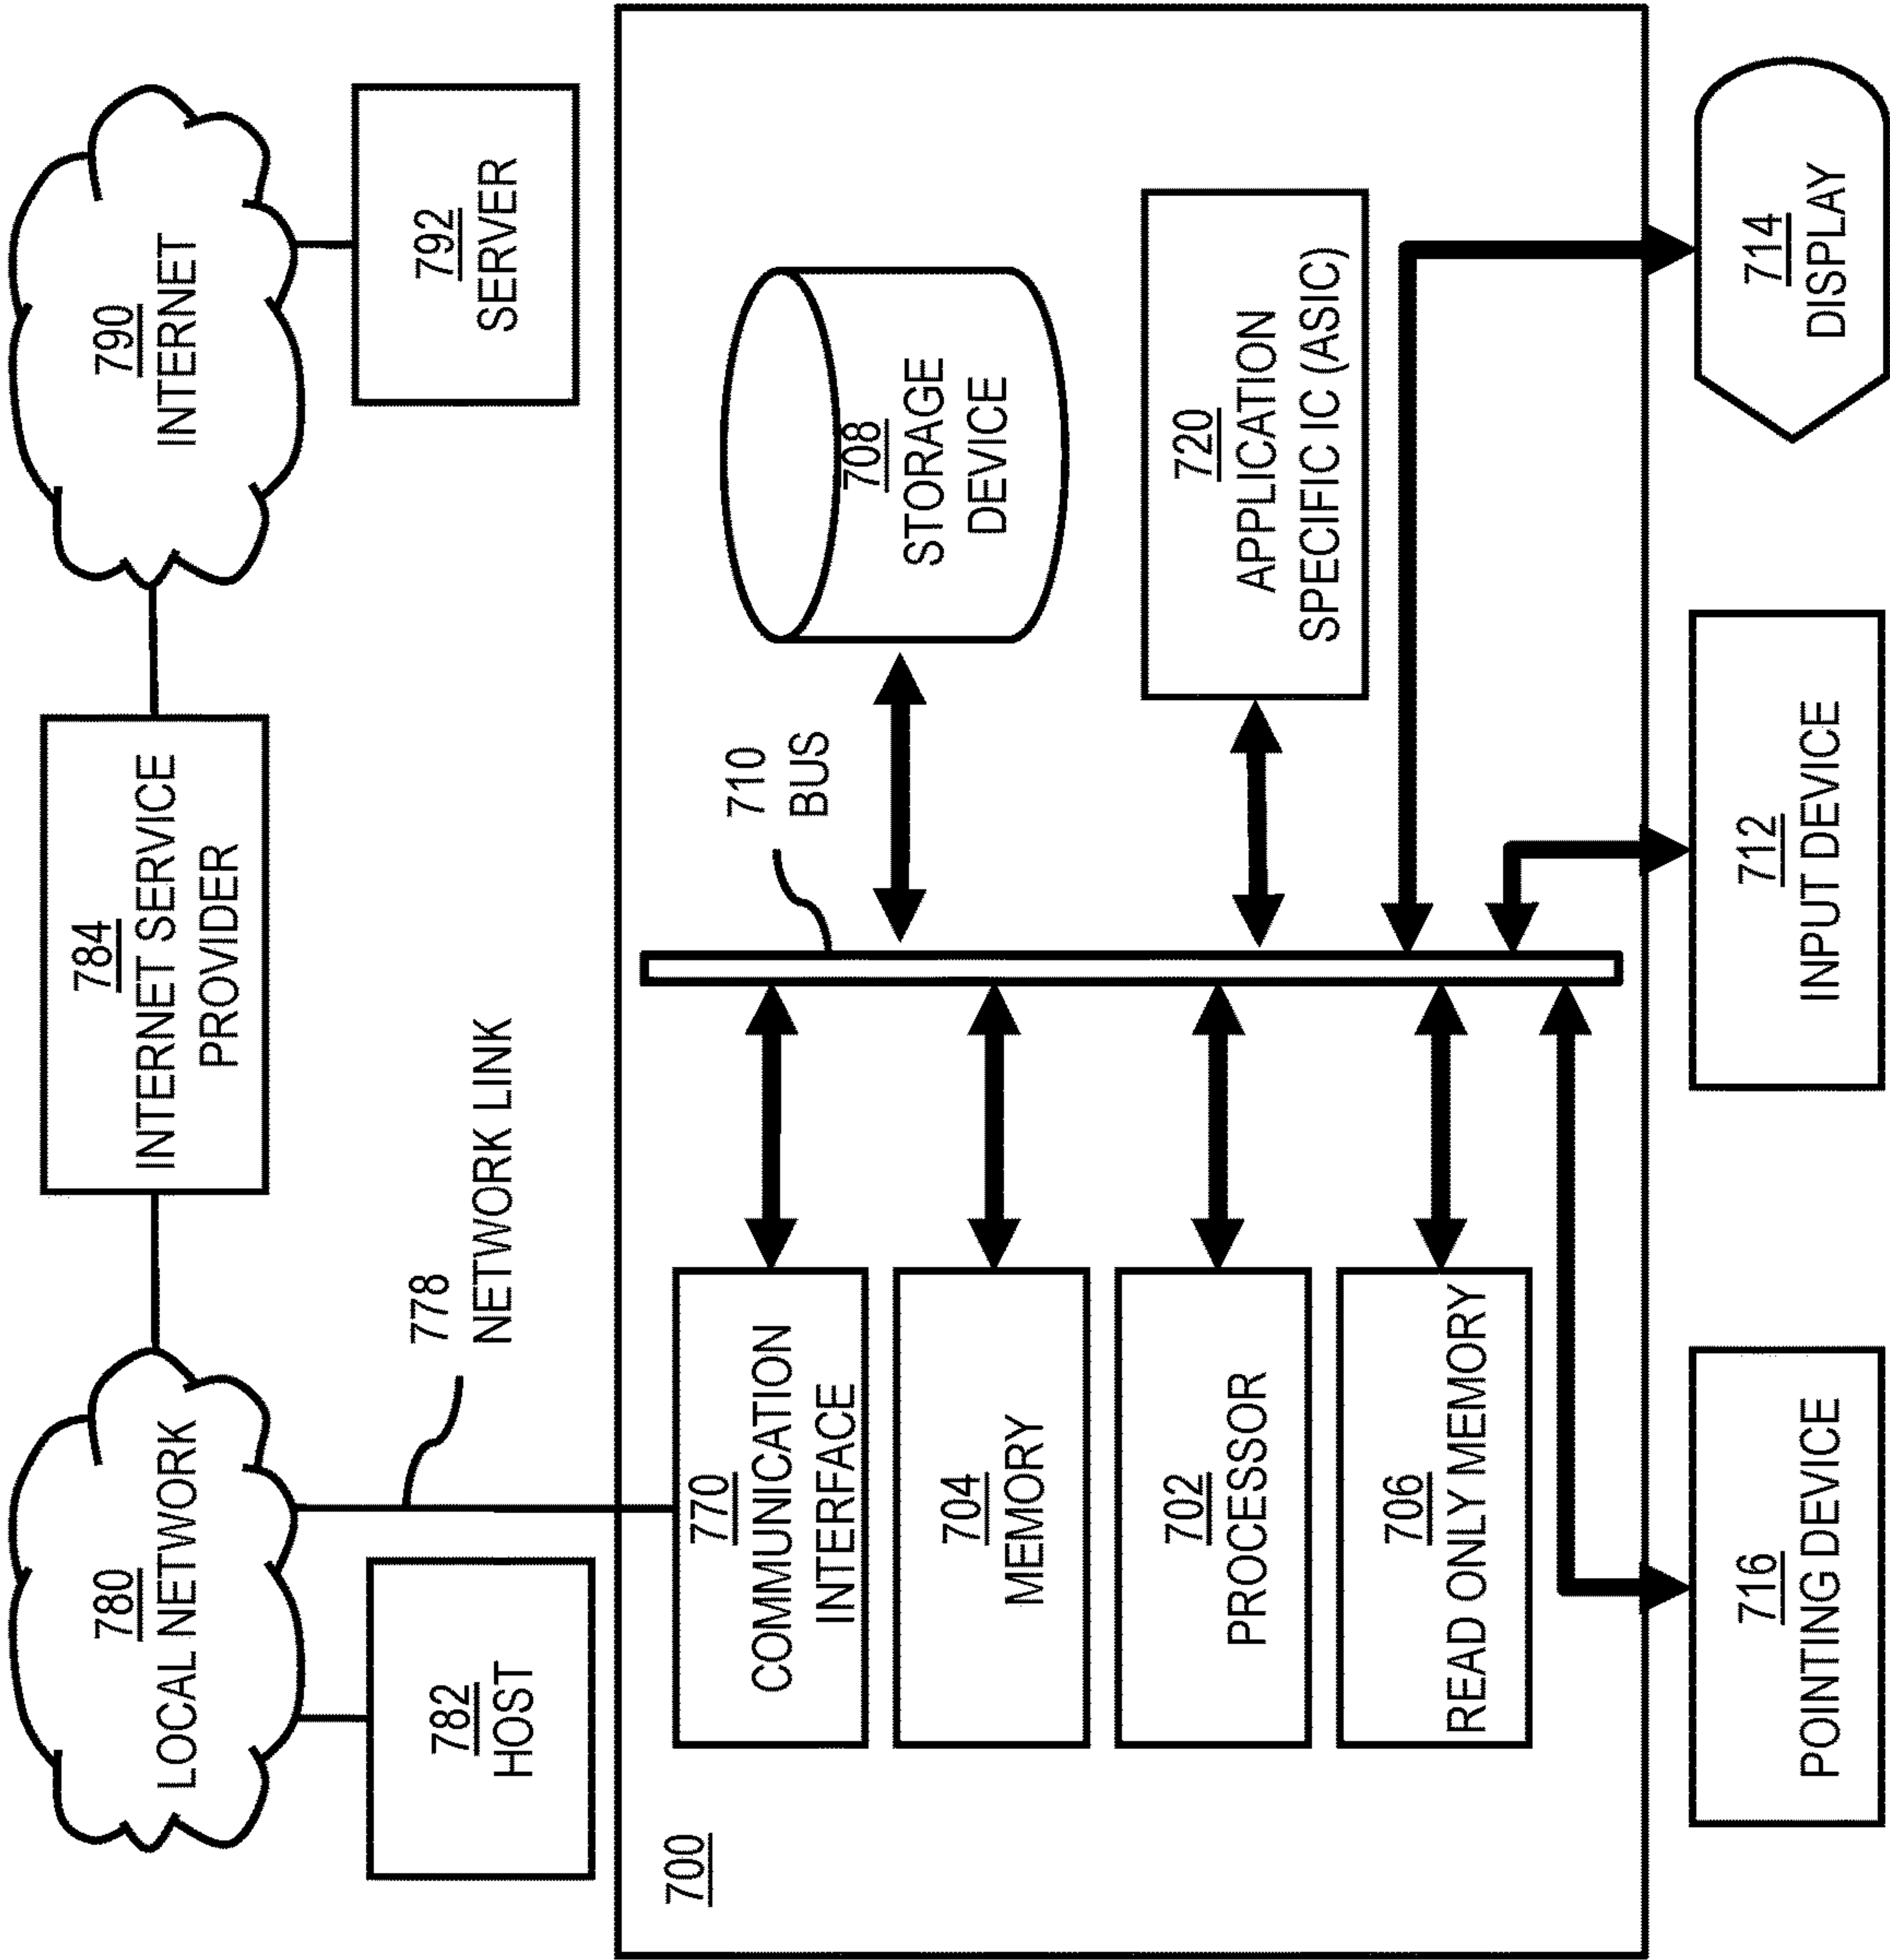 780
LOCAL NETWORK
784
INTERNET SERVICE
PROVIDER
790
INTERNET
782
HOST
778
NETWORK LINK
792
SERVER
700
770
COMMUNICATION
INTERFACE
704
MEMORY
702
PROCESSOR
706
READ ONLY MEMORY
710
BUS
708
STORAGE
DEVICE
720
APPLICATION
SPECIFIC IC (ASIC)
716
POINTING DEVICE
712
INPUT DEVICE
714
DISPLAY